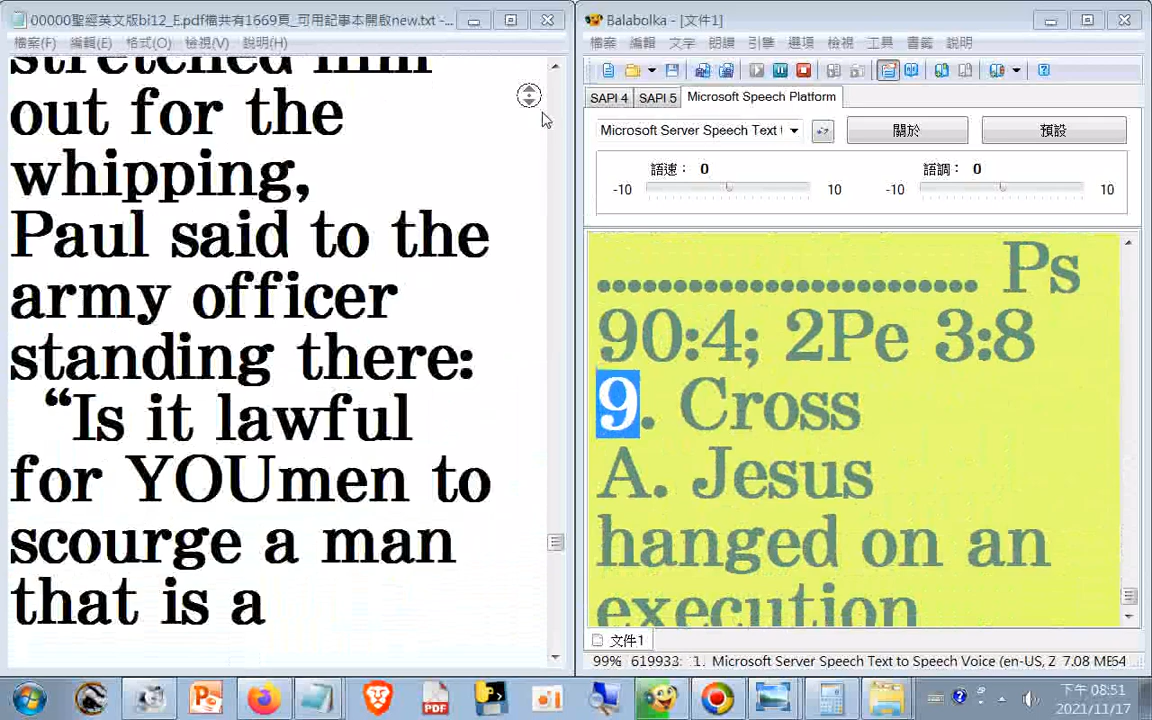 00000聖經英文版bi12_E.pdf檔共有1669頁_可用記事本開啟new.txt -...
檔案(F) 編輯(E) 格式(O) 檢視(V) 說明(H)
stretched him
out for the
whipping,
Paul said to the
army officer
standing there:
“Is it lawful
for YOUmen to
scourge a man
that is a
Balabolka - [文件1]
檔案 編輯 文字 朗讀 引擎 選項 檢視 工具 書籤 說明
SAPI 4 SAPI 5 Microsoft Speech Platform
Microsoft Server Speech Text t 關於 預設
語速: 0 語調: 0
-10 10 -10 10
........................ Ps
90:4; 2Pe 3:8
9. Cross
A. Jesus
hanged on an
execution
文件1
99% 619933: 1. Microsoft Server Speech Text to Speech Voice (en-US, Z 7.08 ME54
PDF
下午 08:51
2021/11/17